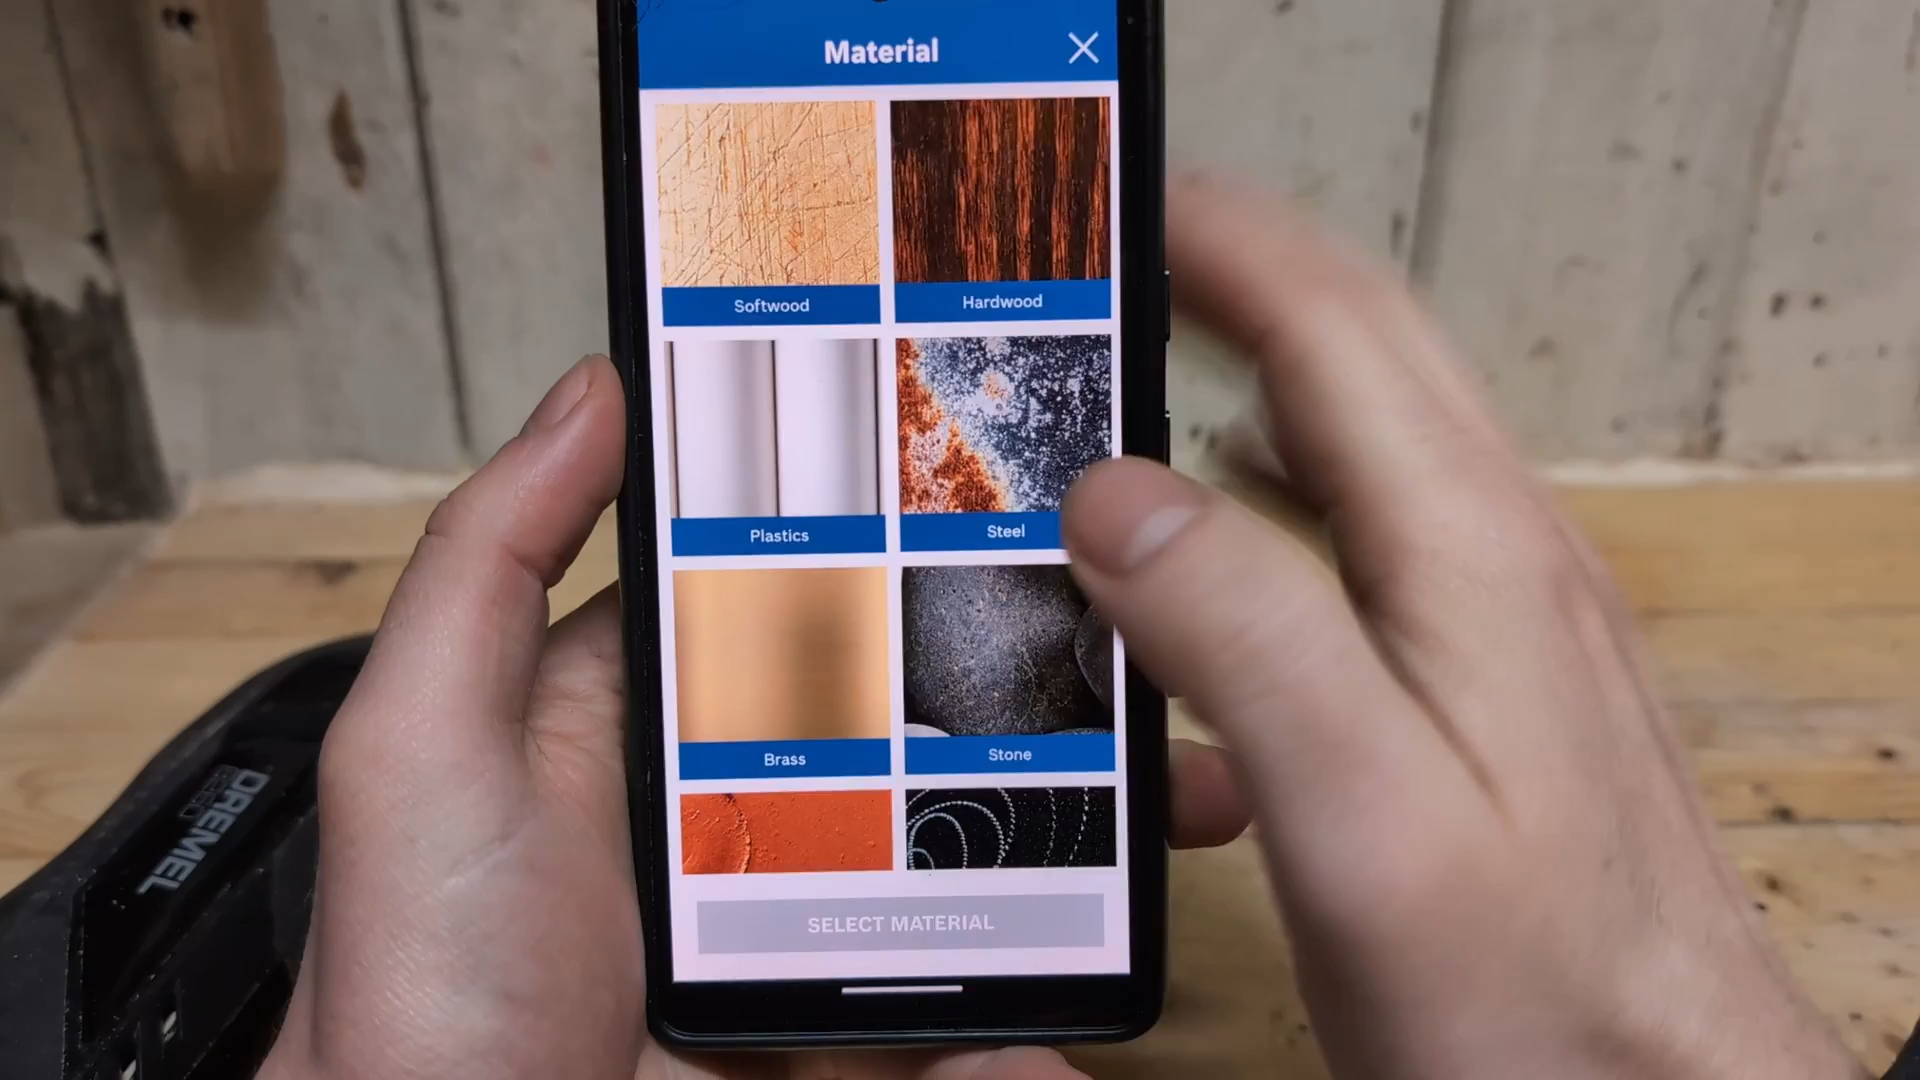 Material
Softwood
Hardwood
Plastics
Steel
Brass
Stone
SELECT MATERIAL
DREMEL